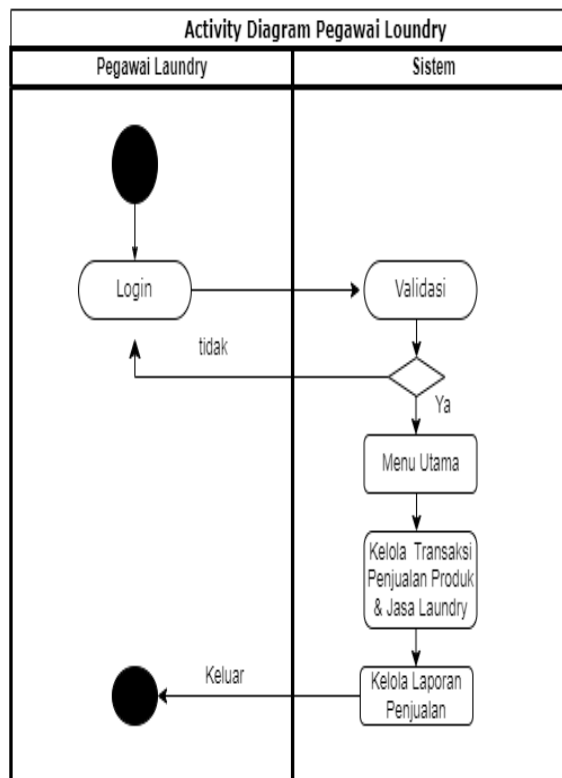 Activity Diagram Pegawai Loundry
Pegawai Laundry
Sistem
Login
Validasi
tidak
Ya
Menu Utama
Kelola Transaksi
Penjualan Produk
& Jasa Laundry
Keluar
Kelola Laporan
Penjualan